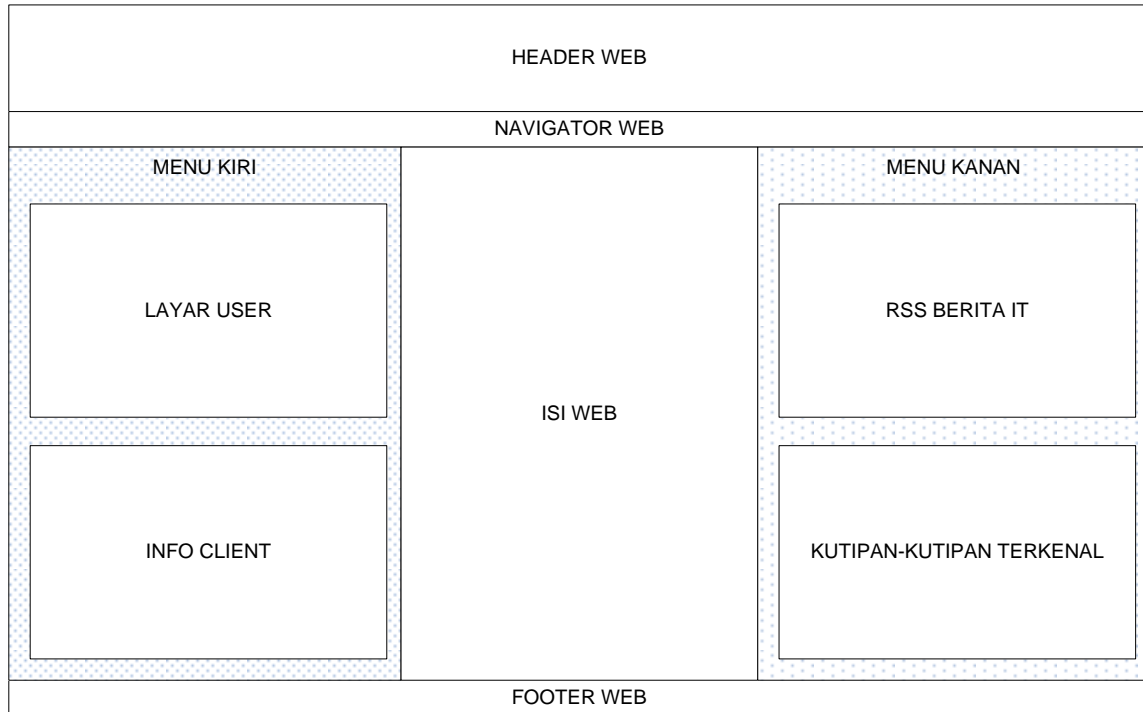 HEADER WEB
NAVIGATOR WEB
MENU KIRI
LAYAR USER
INFO CLIENT
ISI WEB
MENU KANAN
RSS BERITA IT
KUTIPAN-KUTIPAN TERKENAL
FOOTER WEB